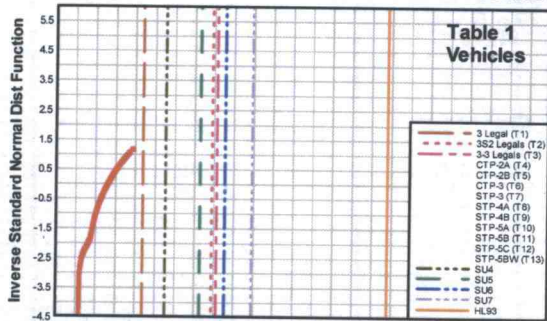 Table 1
Vehicles
Inverse Standard Normal Dist Function
5.5
4.5
3.5
2.5
1.5
0.5
-0.5
-1.5
-2.5
-3.5
-4.5
3 Legal (T1)
3S2 Legals (T2)
3-3 Legals (T3)
CTP-2A (T4)
CTP-2B (T5)
CTP-3 (T6)
STP-3 (T7)
STP-4A (T8)
STP-4B (T9)
STP-5A (T10)
STP-5B (T11)
STP-5C (T12)
STP-5BW (T13)
SU4
SU5
SU6
SU7
HL93